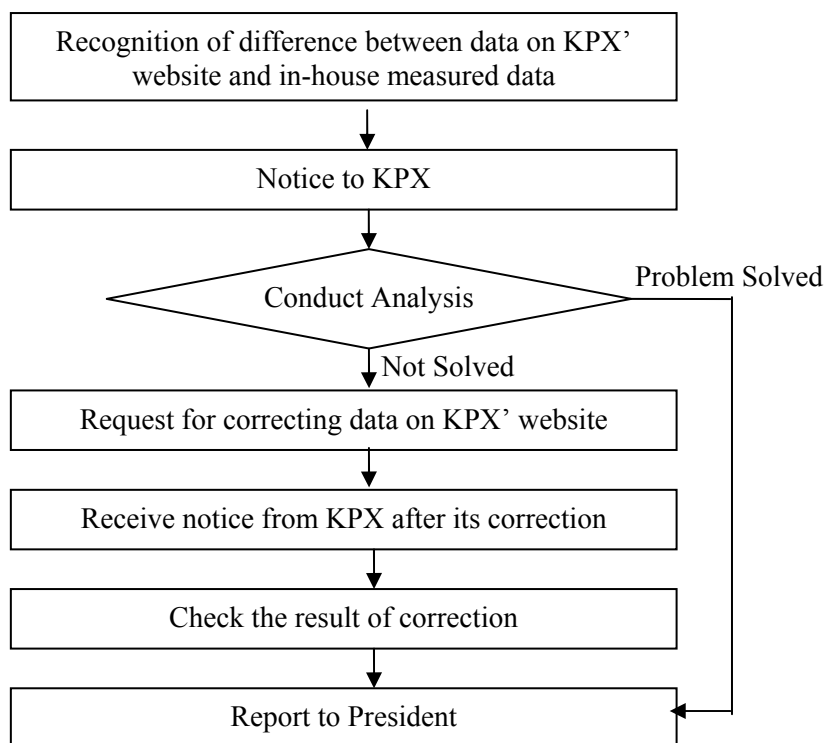 Recognition of difference between data on KPX’
website and in-house measured data
Notice to KPX
Conduct Analysis
Problem Solved
Not Solved
Request for correcting data on KPX’ website
Receive notice from KPX after its correction
Check the result of correction
Report to President